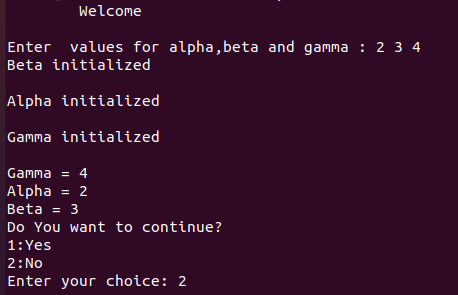 Welcome
Enter  values for alpha,beta and gamma : 2 3 4
Beta initialized
Alpha initialized
Gamma initialized
Gamma = 4
Alpha = 2
Beta = 3
Do You want to continue?
1:Yes
2:No
Enter your choice: 2